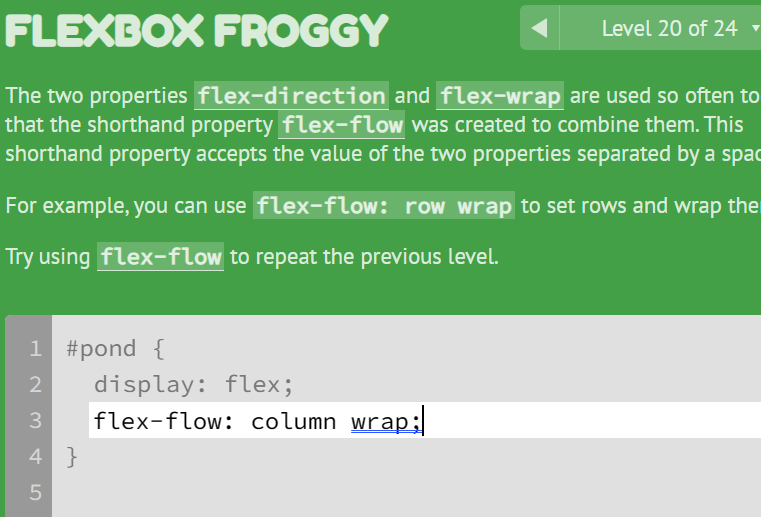 FLEXBOX FROGGY
Level 20 of 24
The two properties flex-direction and flex-wrap are used so often to
that the shorthand property flex-flow was created to combine them. This
shorthand property accepts the value of the two properties separated by a spac
For example, you can use flex-flow: row wrap to set rows and wrap the
Try using flex-flow to repeat the previous level.
1 #pond {
2 display: flex;
3 flex-flow: column wrap;
4 }
5